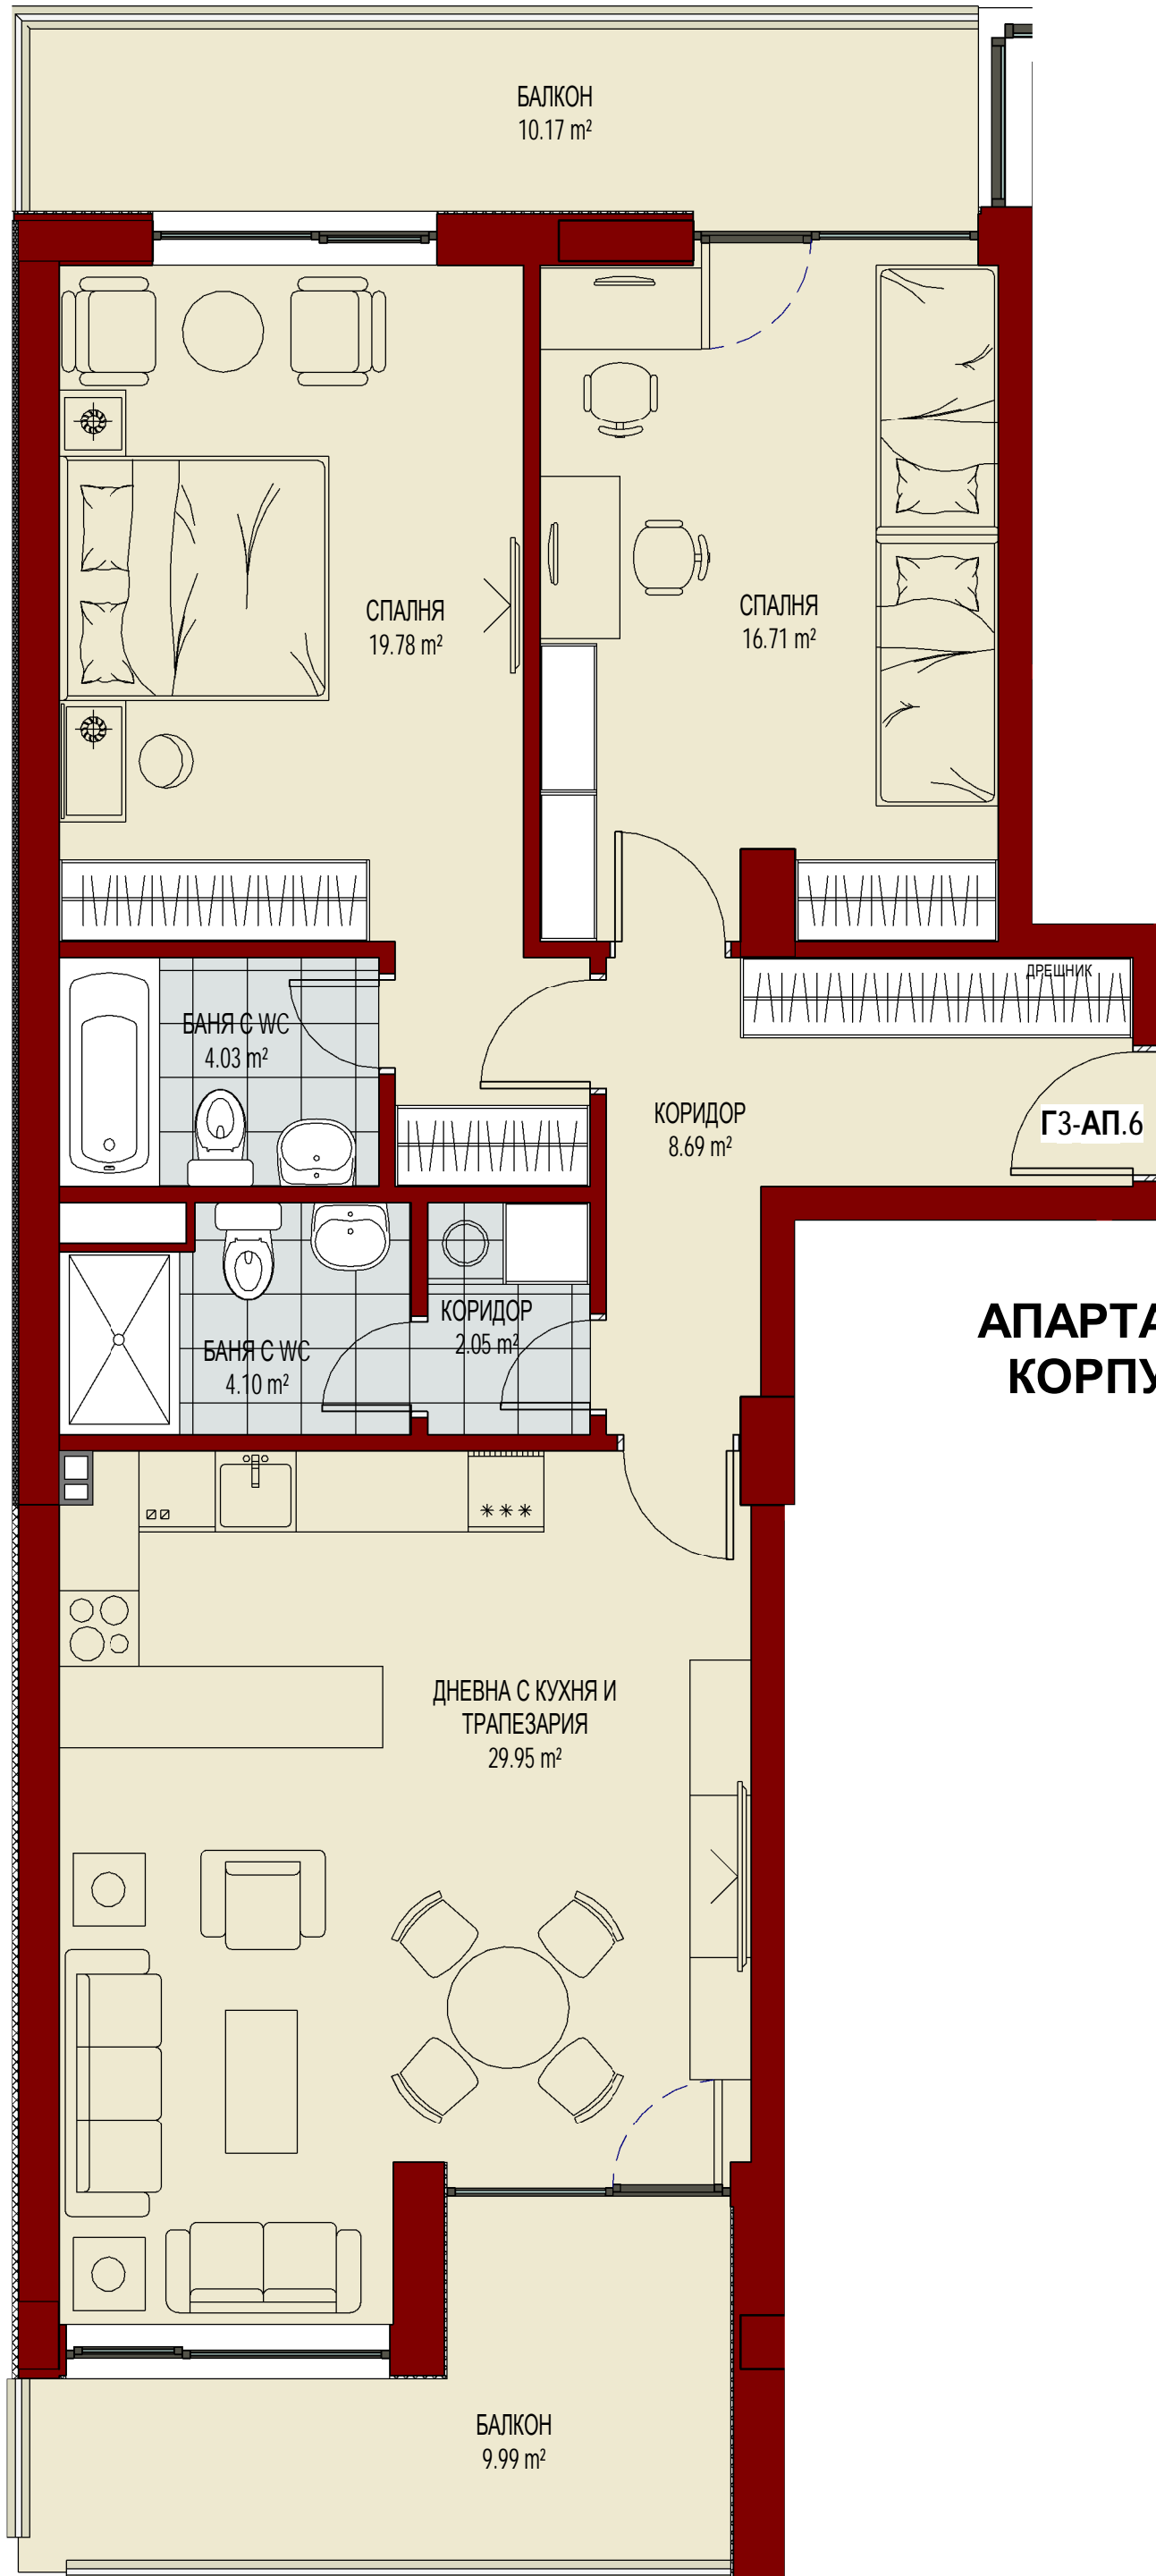 БАЛКОН
10.17 m²
СПАЛНЯ
19.78 m²
СПАЛНЯ
16.71 m²
ДРЕШНИК
БАНЯ С WC
4.03 m²
КОРИДОР
8.69 m²
Г3-АП.6
КОРИДОР
2.05 m²
БАНЯ С WC
4.10 m²
АПАРТА
КОРПУ
ДНЕВНА С КУХНЯ И
ТРАПЕЗАРИЯ
29.95 m²
БАЛКОН
9.99 m²